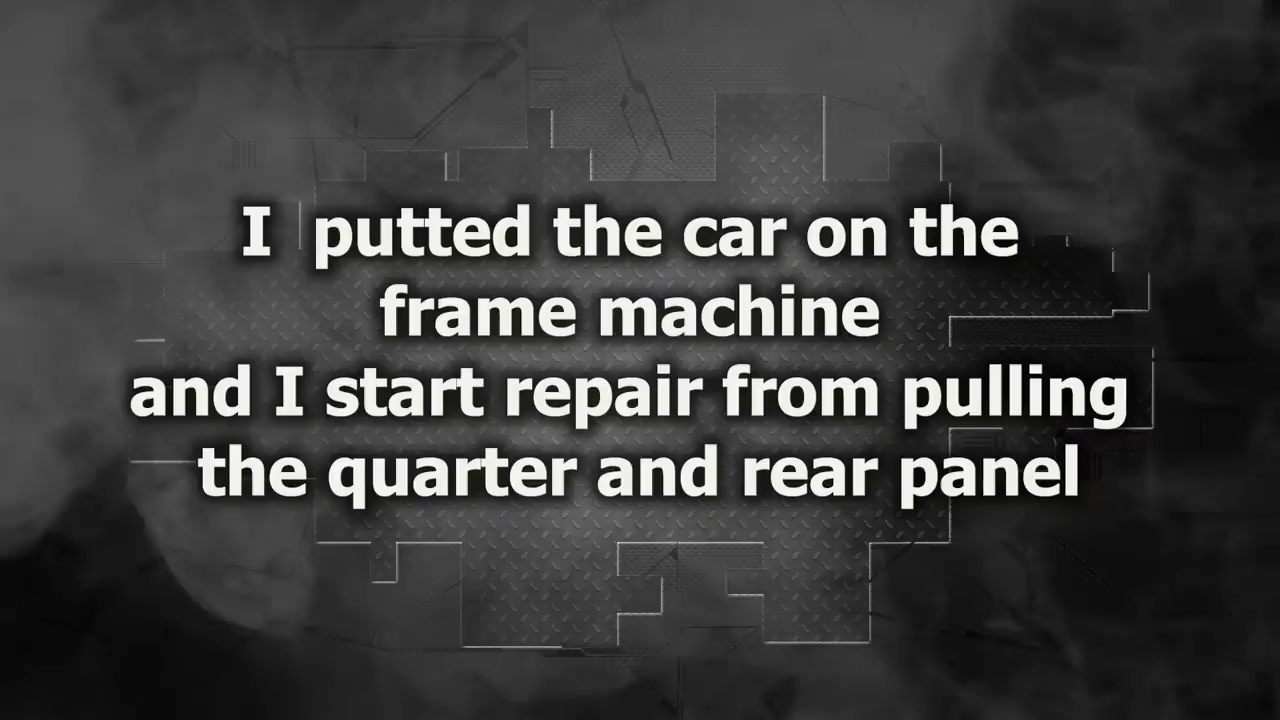 I  putted the car on the
frame machine
and I start repair from pulling
the quarter and rear panel